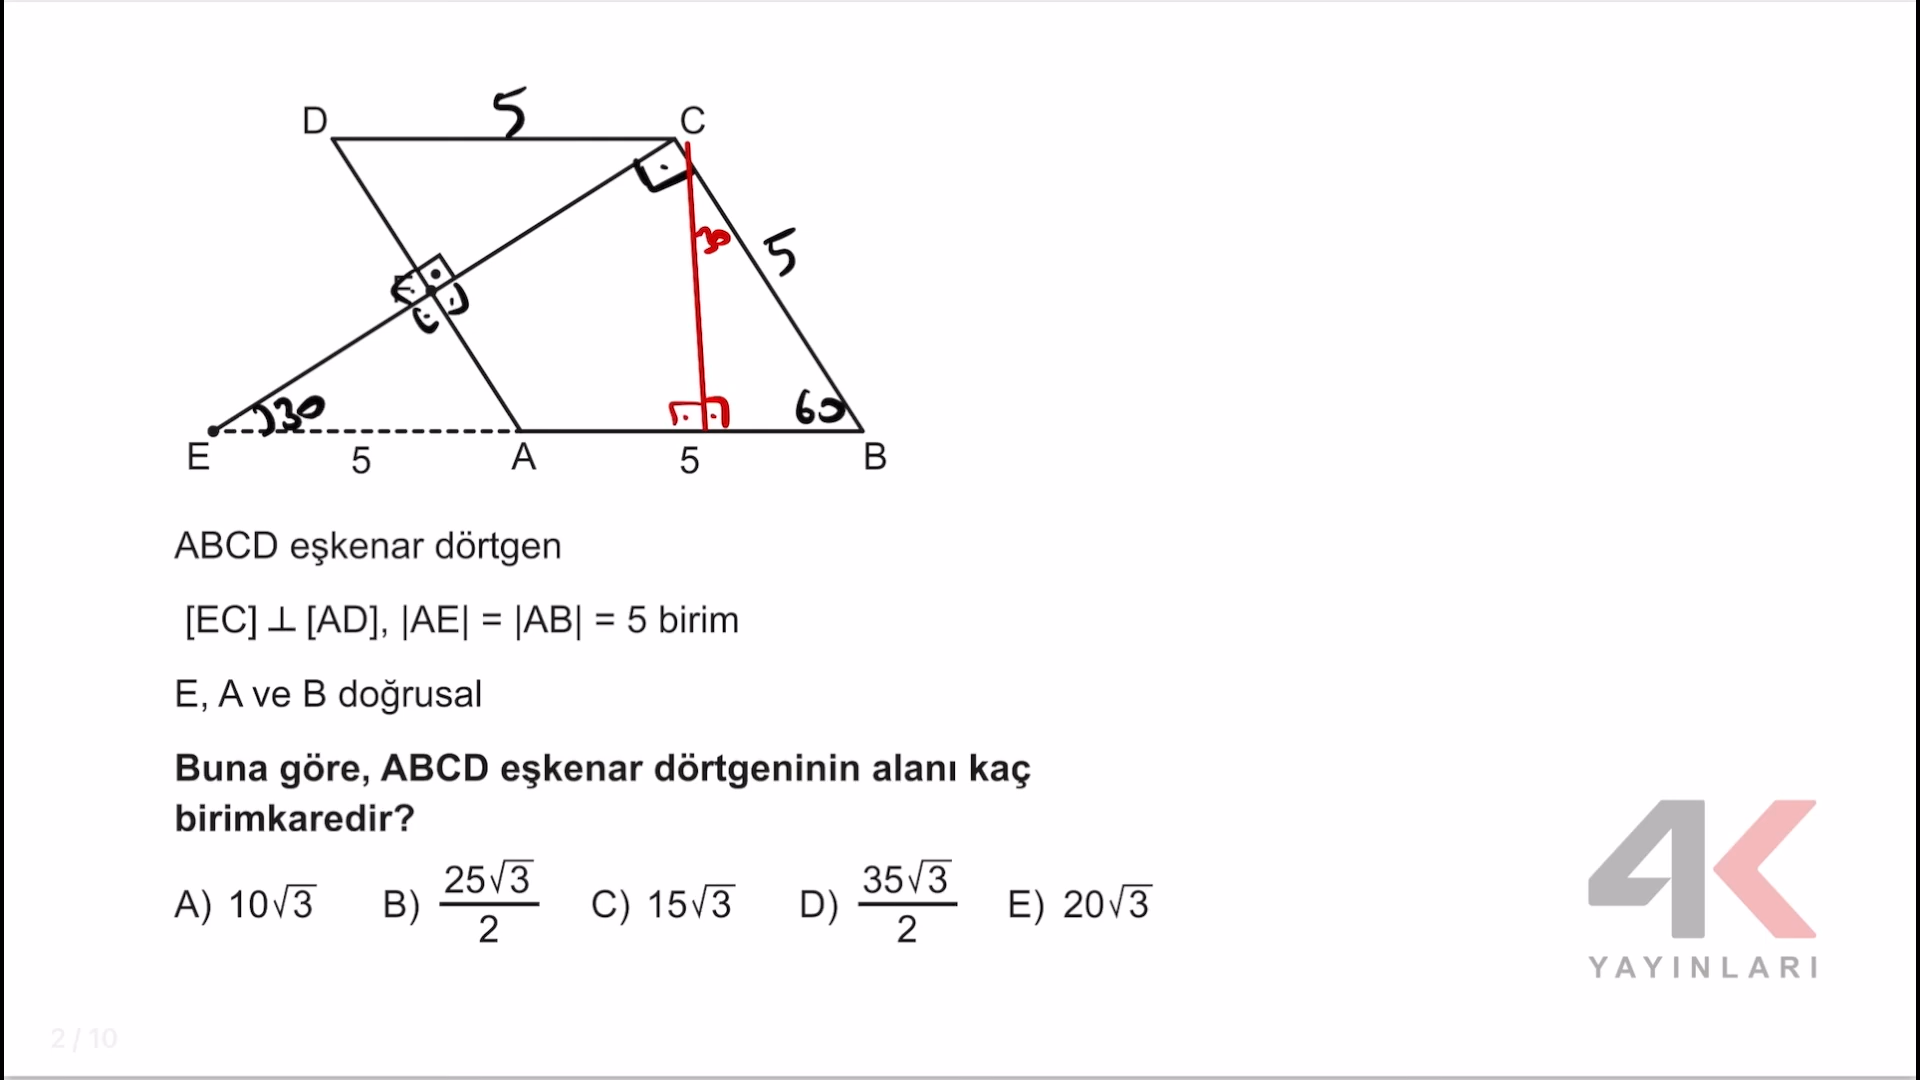 5
D
C
30
5
30
60
E
5
A
5
B
ABCD eşkenar dörtgen
[EC] ⊥ [AD], |AE| = |AB| = 5 birim
E, A ve B doğrusal
Buna göre, ABCD eşkenar dörtgeninin alanı kaç
birimkaredir?
A) 10√3 B) 25√3/2 C) 15√3 D) 35√3/2 E) 20√3
4K
YAYINLARI
2 / 10